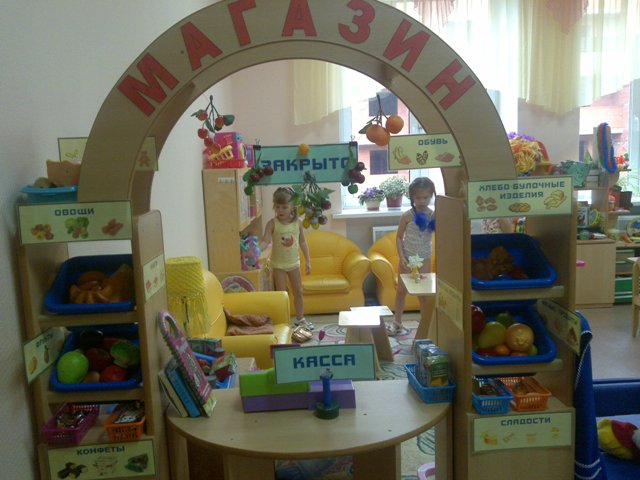 МАГАЗИН
ЗАКРЫТО
ОБУВЬ
ОВОЩИ
ХЛЕБО-БУЛОЧНЫЕ
ИЗДЕЛИЯ
КАССА
СЛАДОСТИ
КОНФЕТЫ